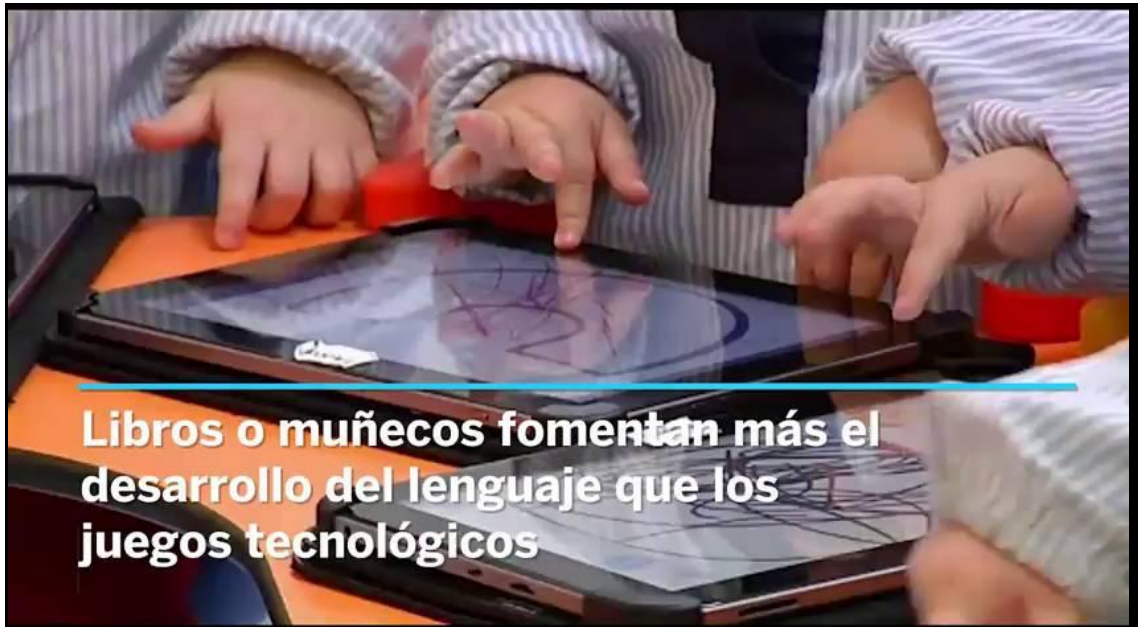 Libros o muñecos fomentan más el
desarrollo del lenguaje que los
juegos tecnológicos